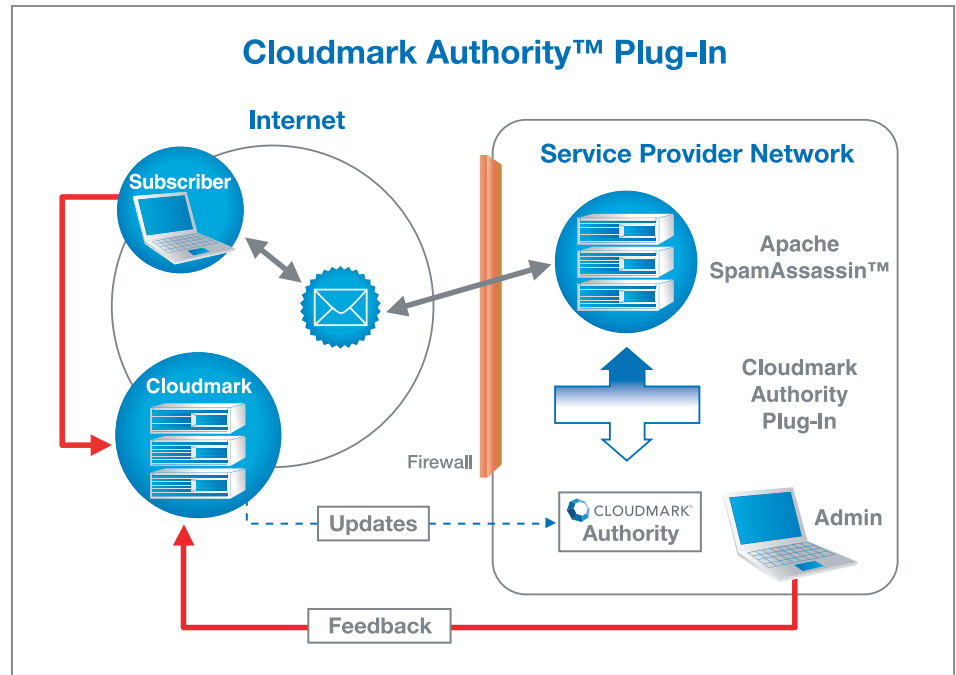 Cloudmark Authority™ Plug-In
Internet
Service Provider Network
Subscriber
Apache
SpamAssassin™
Cloudmark
Cloudmark
Authority
Plug-In
Firewall
Updates
CLOUDMARK®
Authority
Admin
Feedback